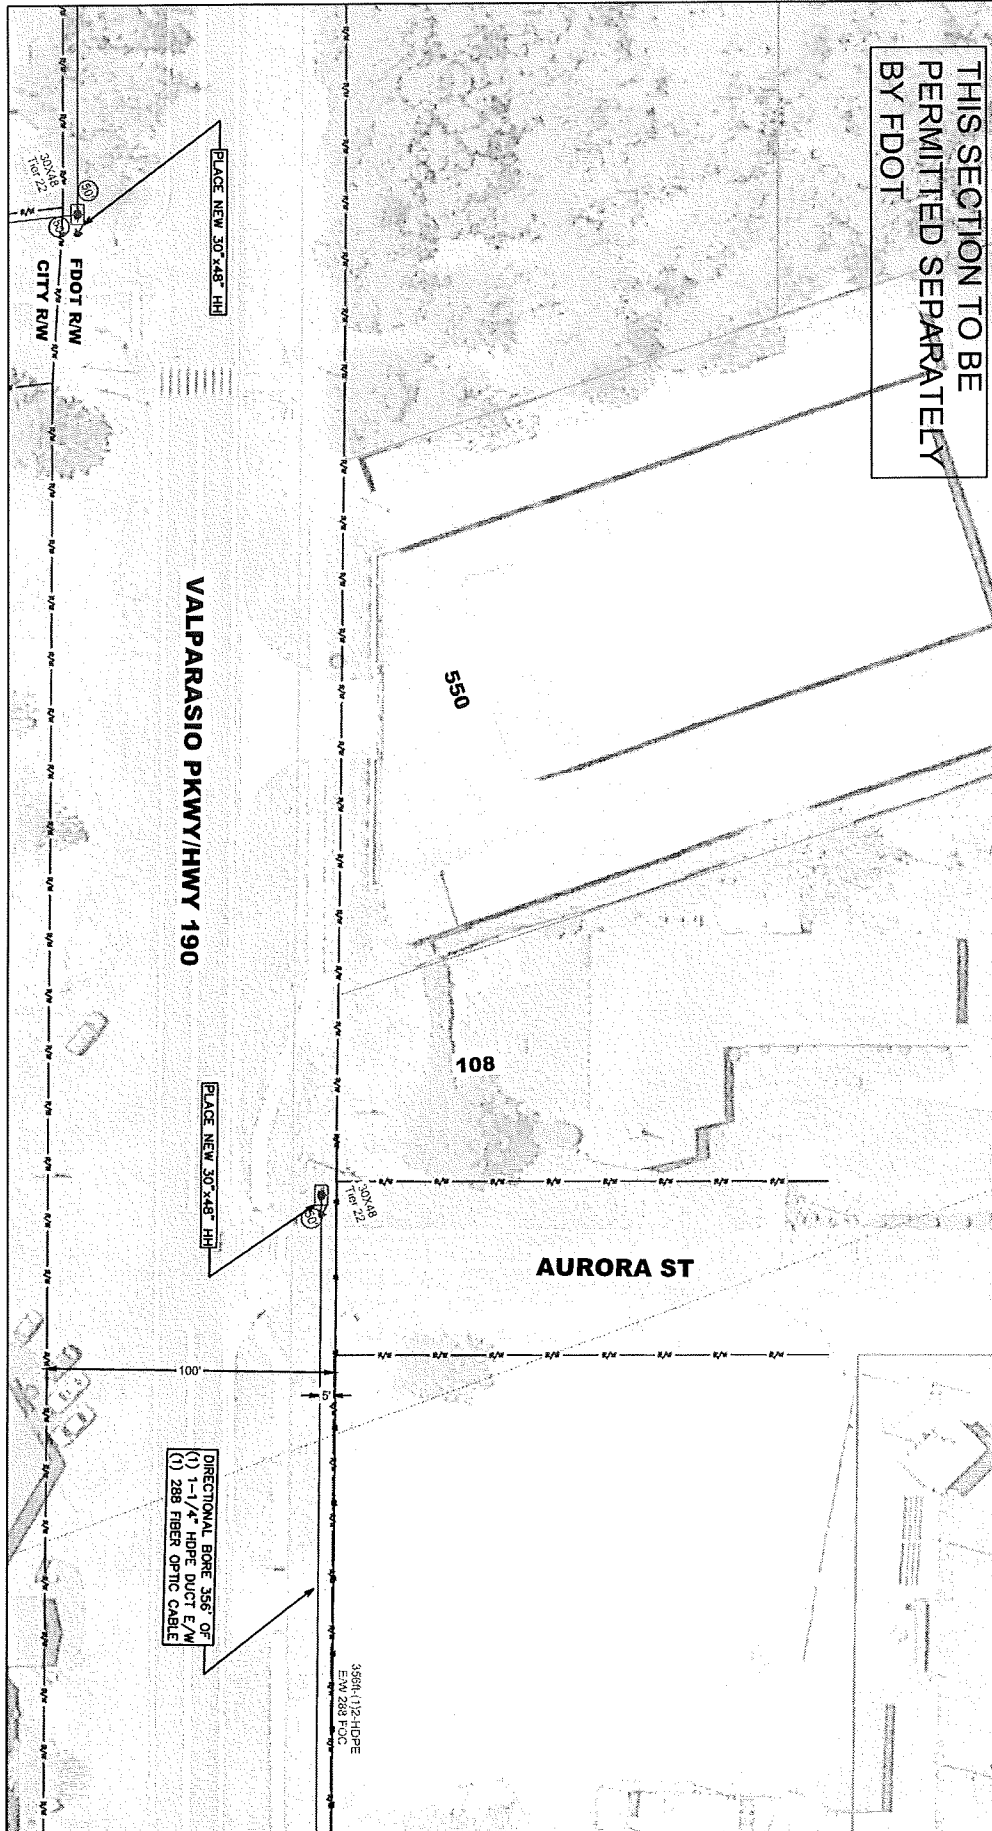 THIS SECTION TO BE
PERMITTED SEPARATELY
BY FDOT
PLACE NEW 30"x48" HH
30X48
Tier 22
50'
50'
FDOT R/W
CITY R/W
VALPARASIO PKWY/HWY 190
550
108
PLACE NEW 30"x48" HH
30X48
Tier 22
50'
AURORA ST
100'
5'
DIRECTIONAL BORE 356' OF
(1) 1-1/4" HDPE DUCT E/W
(1) 288 FIBER OPTIC CABLE
356ft-(1)2-HDPE
E/W 288 FOC
R/W
R/W
R/W
R/W
R/W
R/W